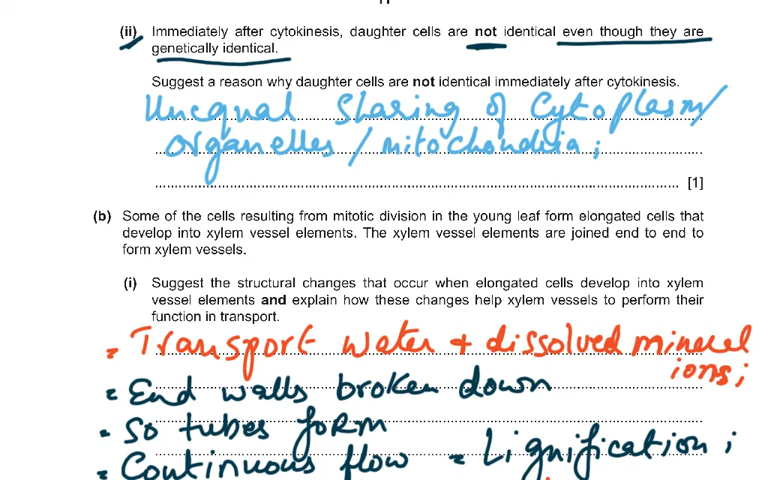 (ii) Immediately after cytokinesis, daughter cells are not identical even though they are
genetically identical.
Suggest a reason why daughter cells are not identical immediately after cytokinesis.
Unequal Sharing of Cytoplasm/
organelles / mitochondria ;
[1]
(b) Some of the cells resulting from mitotic division in the young leaf form elongated cells that
develop into xylem vessel elements. The xylem vessel elements are joined end to end to
form xylem vessels.
(i) Suggest the structural changes that occur when elongated cells develop into xylem
vessel elements and explain how these changes help xylem vessels to perform their
function in transport.
- Transport water + dissolved mineral
ions ;
- End walls broken down
- So tubes form
- Continuous flow - Lignification ;